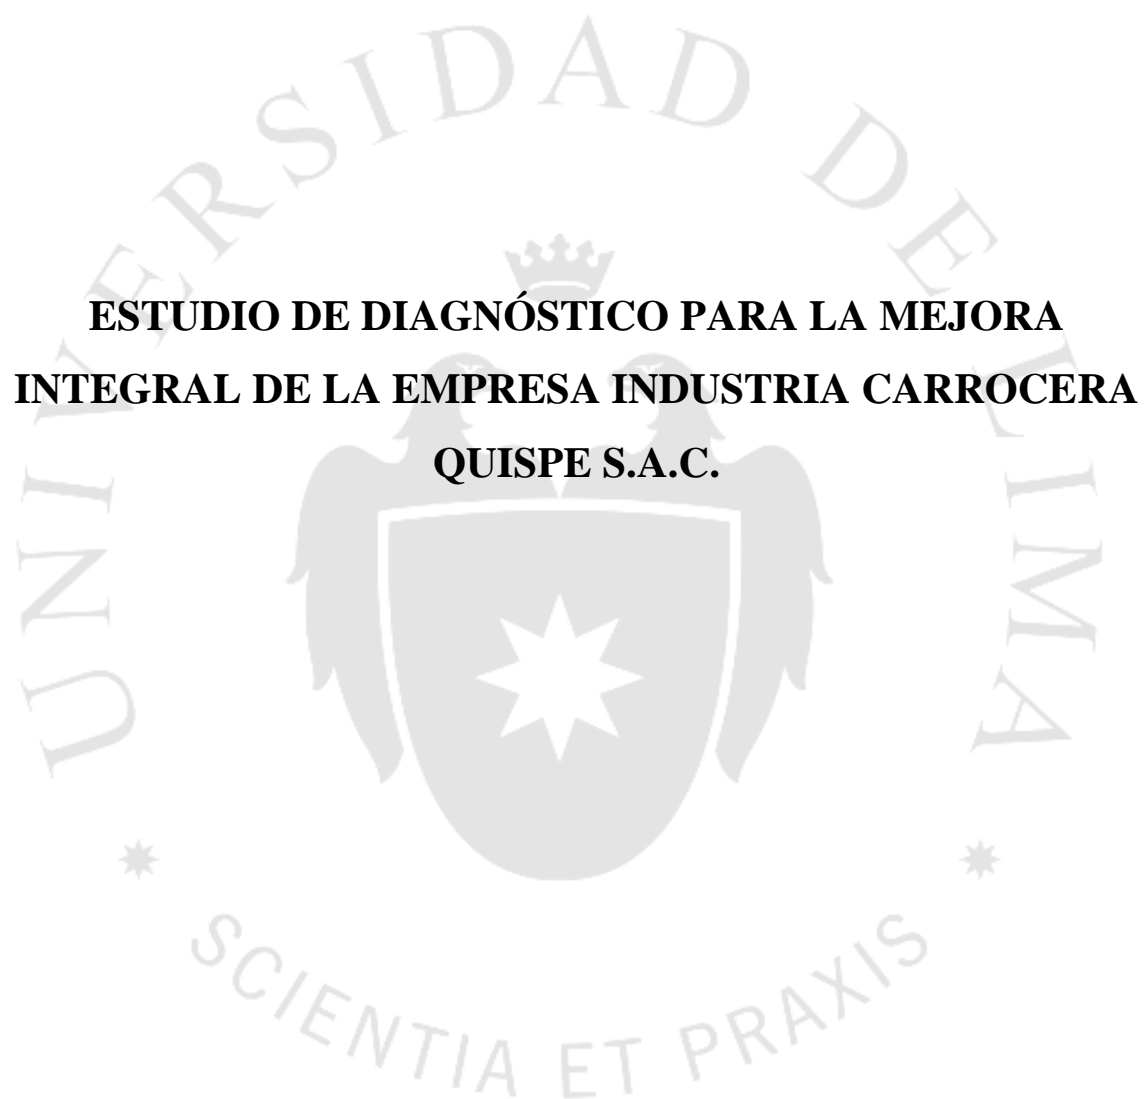 UNIVERSIDAD DE LIMA
ESTUDIO DE DIAGNÓSTICO PARA LA MEJORA
INTEGRAL DE LA EMPRESA INDUSTRIA CARROCERA
QUISPE S.A.C.
SCIENTIA ET PRAXIS